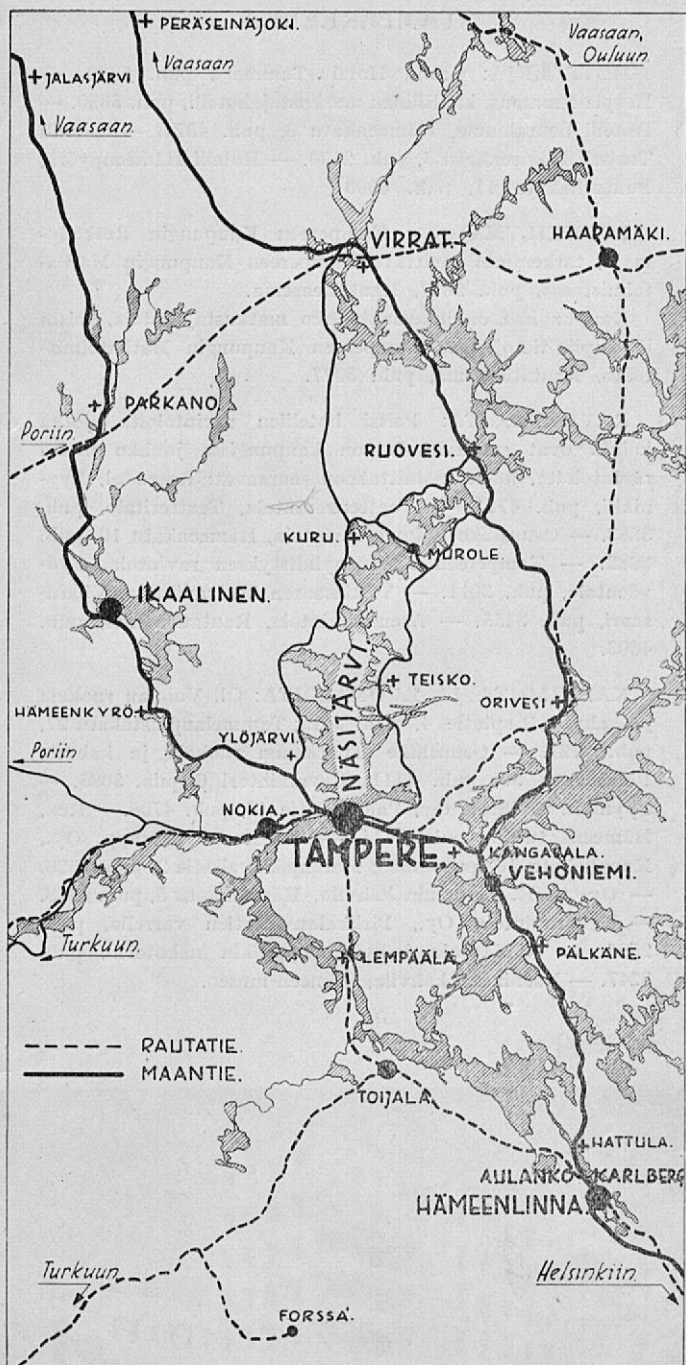 PERÄSEINÄJOKI.
Vaasaan
Vaasaan,
Ouluun
JALASJÄRVI.
Vaasaan
VIRRAT.
HAAPAMÄKI.
PARKANO
Poriin
RUOVESI.
KURU.
MUROLE.
IKAALINEN.
NÄSIJÄRVI.
TEISKO.
HÄMEENKYRÖ
ORIVESI
YLÖJÄRVI
Poriin
NOKIA
TAMPERE.
KANGASALA.
VEHONIEMI.
Turkuun
LEMPÄÄLÄ
PÄLKÄNE.
RAUTATIE.
MAANTIE.
TOIJALA
HATTULA.
AULANKO-KARLBERG
HÄMEENLINNA.
Turkuun
Helsinkiin
FORSSA.